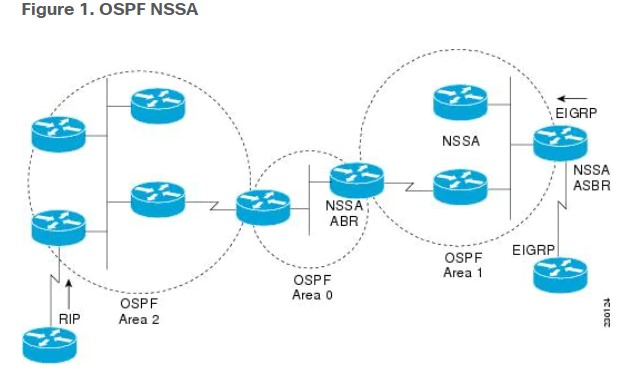 Figure 1. OSPF NSSA
EIGRP
NSSA
NSSA
ASBR
NSSA
ABR
EIGRP
OSPF
Area 1
OSPF
Area 0
OSPF
Area 2
RIP
230124